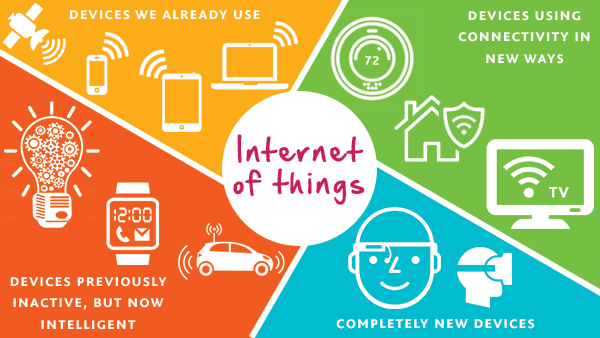 DEVICES WE ALREADY USE
DEVICES USING
CONNECTIVITY IN
NEW WAYS
72
TV
Internet
of things
12:00
DEVICES PREVIOUSLY
INACTIVE, BUT NOW
INTELLIGENT
COMPLETELY NEW DEVICES